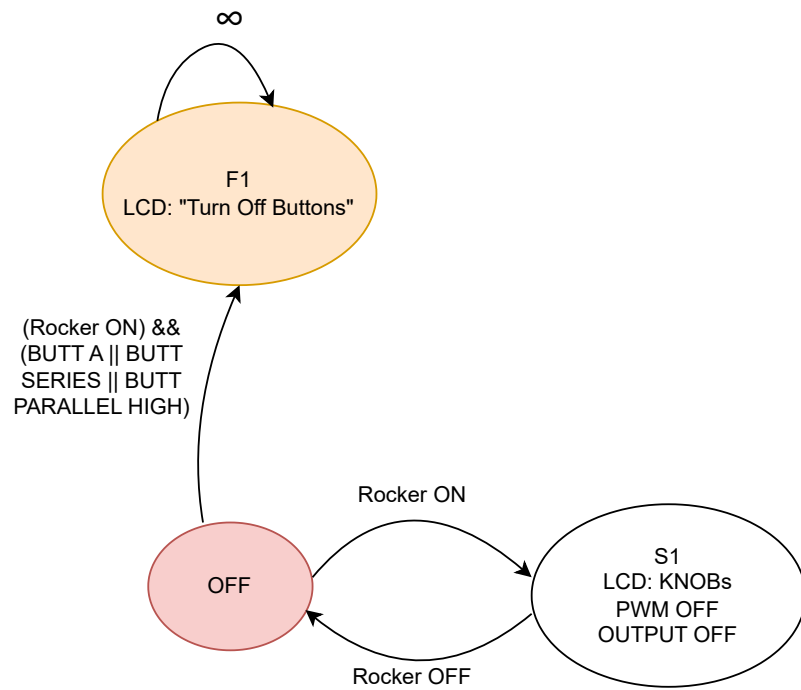 ∞
F1
LCD: "Turn Off Buttons"
(Rocker ON) &&
(BUTT A || BUTT
SERIES || BUTT
PARALLEL HIGH)
Rocker ON
OFF
S1
LCD: KNOBs
PWM OFF
OUTPUT OFF
Rocker OFF